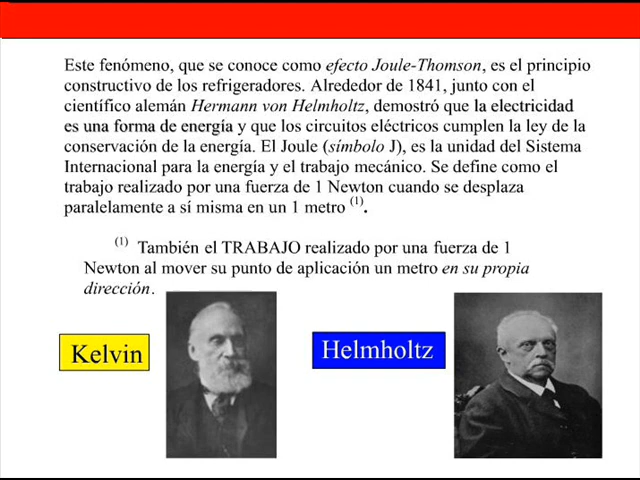 Este fenómeno, que se conoce como efecto Joule-Thomson, es el principio
constructivo de los refrigeradores. Alrededor de 1841, junto con el
científico alemán Hermann von Helmholtz, demostró que la electricidad
es una forma de energía y que los circuitos eléctricos cumplen la ley de la
conservación de la energía. El Joule (símbolo J), es la unidad del Sistema
Internacional para la energía y el trabajo mecánico. Se define como el
trabajo realizado por una fuerza de 1 Newton cuando se desplaza
paralelamente a sí misma en un 1 metro (1).
(1) También el TRABAJO realizado por una fuerza de 1
Newton al mover su punto de aplicación un metro en su propia
dirección.
Kelvin
Helmholtz